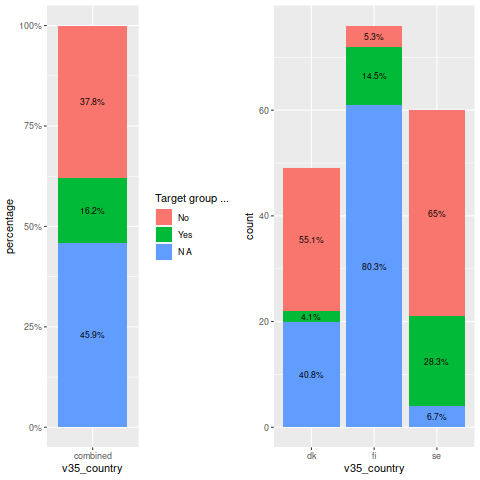 100%
75%
50%
25%
0%
percentage
37.8%
16.2%
45.9%
combined
v35_country
Target group ...
No
Yes
N A
60
40
20
0
count
55.1%
4.1%
40.8%
5.3%
14.5%
80.3%
65%
28.3%
6.7%
dk
fi
se
v35_country